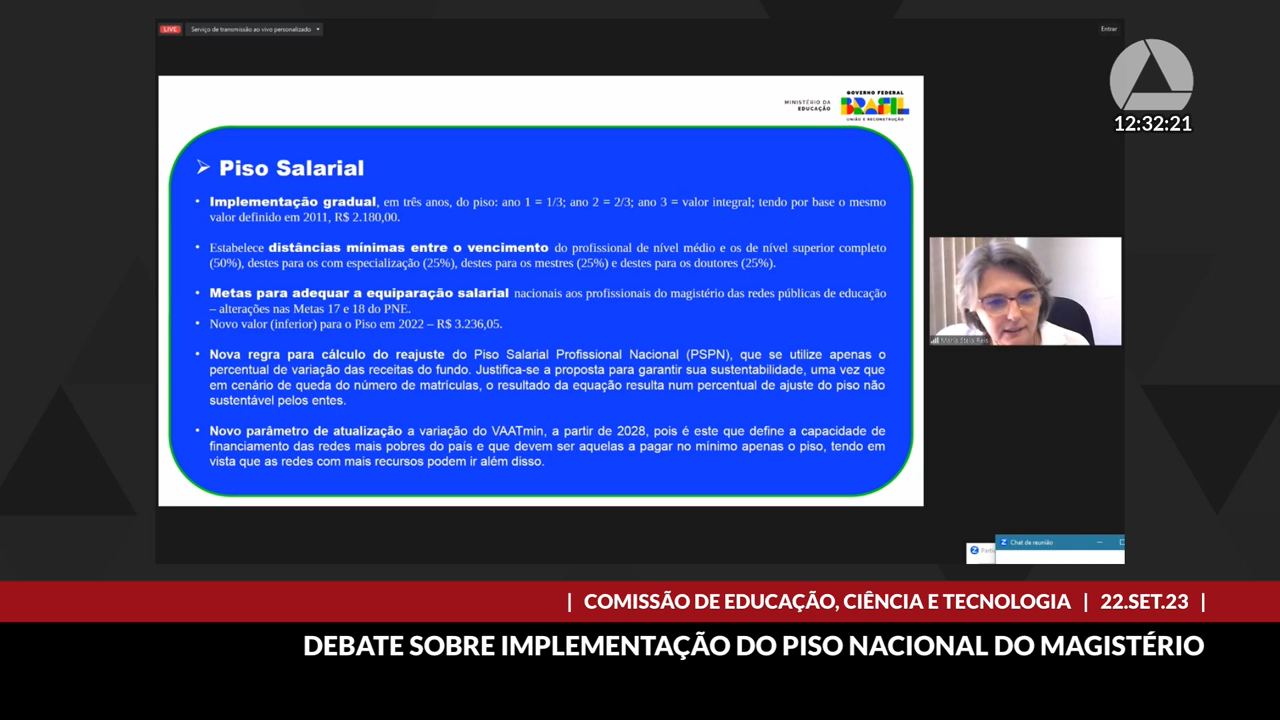 LIVE
Serviço de transmissão ao vivo personalizado
Entrar
MINISTÉRIO DA
EDUCAÇÃO
GOVERNO FEDERAL
BRASIL
UNIÃO E RECONSTRUÇÃO
12:32:21
➢ Piso Salarial
• Implementação gradual, em três anos, do piso: ano 1 = 1/3; ano 2 = 2/3; ano 3 = valor integral; tendo por base o mesmo
valor definido em 2011, R$ 2.180,00.
• Estabelece distâncias mínimas entre o vencimento do profissional de nível médio e os de nível superior completo
(50%), destes para os com especialização (25%), destes para os mestres (25%) e destes para os doutores (25%).
• Metas para adequar a equiparação salarial nacionais aos profissionais do magistério das redes públicas de educação
– alterações nas Metas 17 e 18 do PNE.
• Novo valor (inferior) para o Piso em 2022 – R$ 3.236,05.
• Nova regra para cálculo do reajuste do Piso Salarial Profissional Nacional (PSPN), que se utilize apenas o
percentual de variação das receitas do fundo. Justifica-se a proposta para garantir sua sustentabilidade, uma vez que
em cenário de queda do número de matrículas, o resultado da equação resulta num percentual de ajuste do piso não
sustentável pelos entes.
• Novo parâmetro de atualização a variação do VAATmin, a partir de 2028, pois é este que define a capacidade de
financiamento das redes mais pobres do país e que devem ser aquelas a pagar no mínimo apenas o piso, tendo em
vista que as redes com mais recursos podem ir além disso.
Maria Stela Reis
Chat de reunião
| COMISSÃO DE EDUCAÇÃO, CIÊNCIA E TECNOLOGIA | 22.SET.23 |
DEBATE SOBRE IMPLEMENTAÇÃO DO PISO NACIONAL DO MAGISTÉRIO